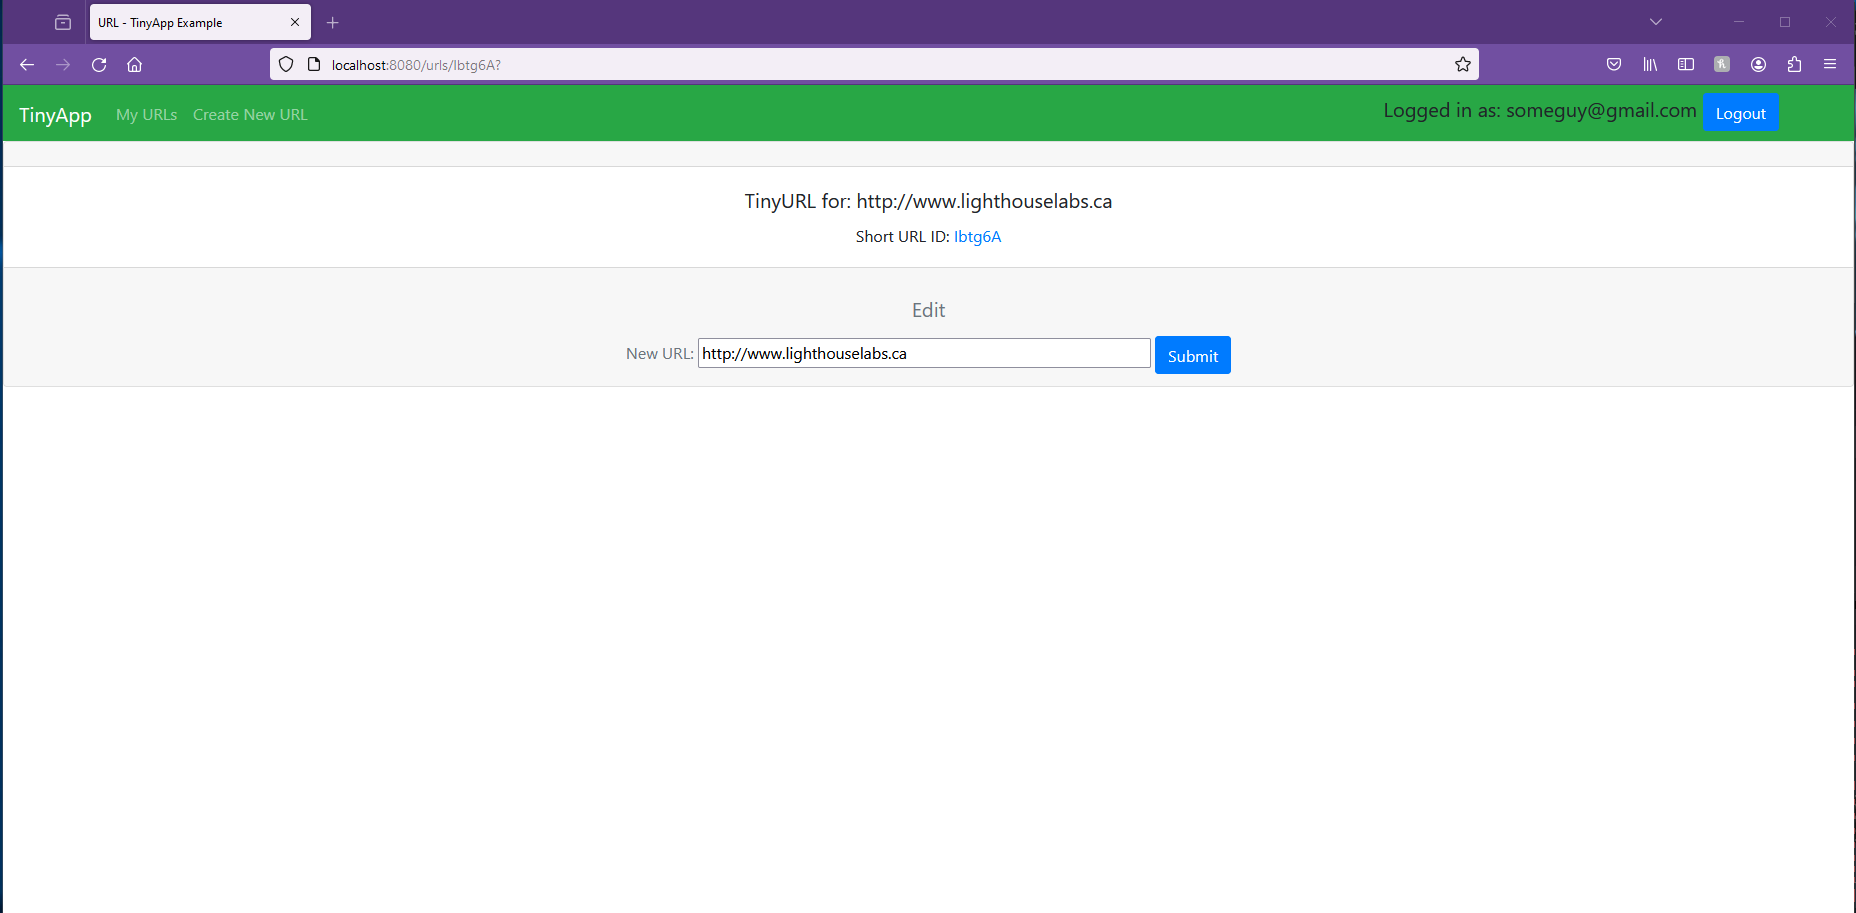 URL - TinyApp Example
localhost:8080/urls/Ibtg6A?
TinyApp My URLs Create New URL Logged in as: someguy@gmail.com Logout
TinyURL for: http://www.lighthouselabs.ca
Short URL ID: Ibtg6A
Edit
New URL: http://www.lighthouselabs.ca Submit